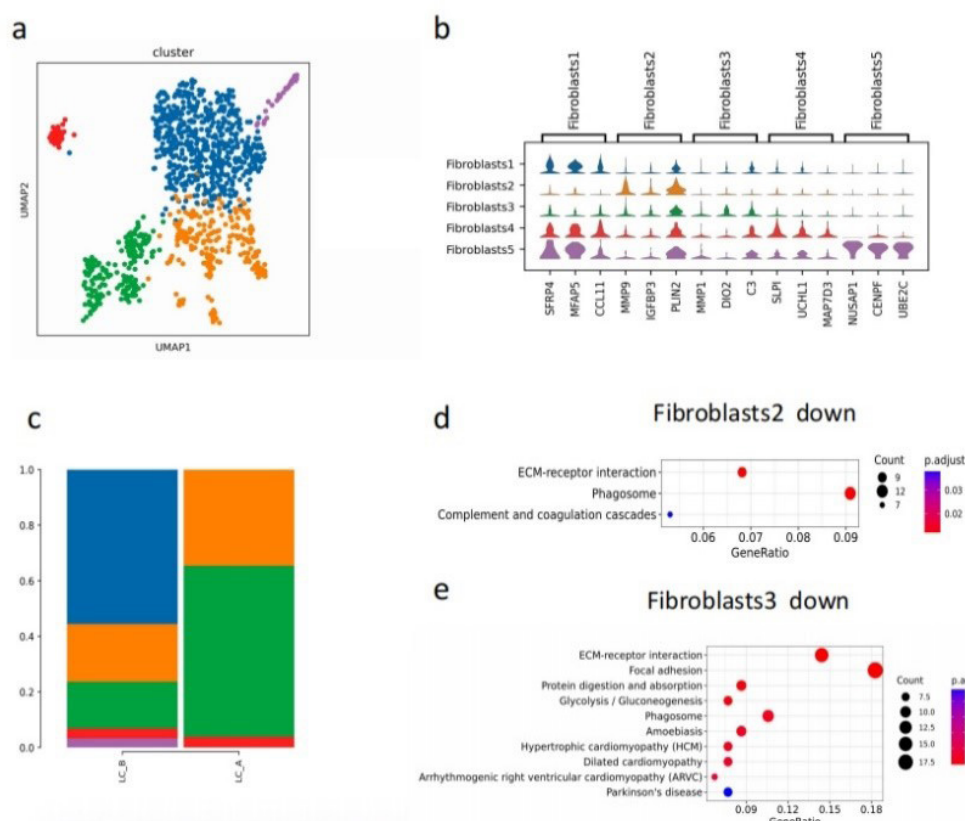 a
cluster
UMAP2
UMAP1
b
Fibroblasts1
Fibroblasts2
Fibroblasts3
Fibroblasts4
Fibroblasts5
Fibroblasts1
Fibroblasts2
Fibroblasts3
Fibroblasts4
Fibroblasts5
SFRP4
MFAP5
CCL11
MMP9
IGFBP3
PLIN2
MMP1
DIO2
C3
SLPI
UCHL1
MAP7D3
NUSAP1
CENPF
UBE2C
c
1.0
0.8
0.6
0.4
0.2
0.0
LC_B
LC_A
d
Fibroblasts2 down
ECM-receptor interaction
Phagosome
Complement and coagulation cascades
0.06 0.07 0.08 0.09
GeneRatio
Count
9
12
7
p.adjust
0.03
0.02
e
Fibroblasts3 down
ECM-receptor interaction
Focal adhesion
Protein digestion and absorption
Glycolysis / Gluconeogenesis
Phagosome
Amoebiasis
Hypertrophic cardiomyopathy (HCM)
Dilated cardiomyopathy
Arrhythmogenic right ventricular cardiomyopathy (ARVC)
Parkinson's disease
0.09 0.12 0.15 0.18
GeneRatio
Count
7.5
10.0
12.5
15.0
17.5
p.a